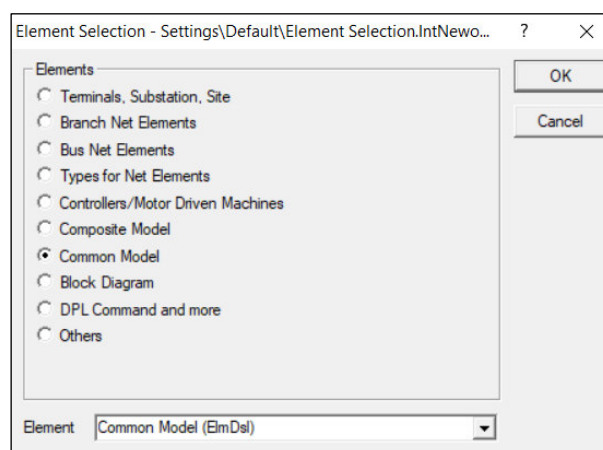 Element Selection - Settings\Default\Element Selection.IntNewo... ?
Elements
OK
Terminals, Substation, Site
Branch Net Elements
Cancel
Bus Net Elements
Types for Net Elements
Controllers/Motor Driven Machines
Composite Model
Common Model
Block Diagram
DPL Command and more
Others
Element Common Model (ElmDsl)